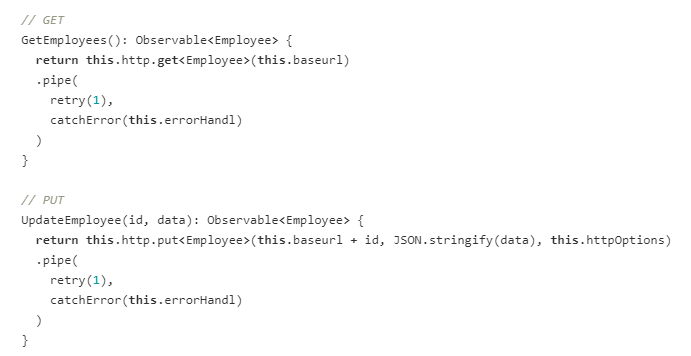 // GET
GetEmployees(): Observable<Employee> {
  return this.http.get<Employee>(this.baseurl)
  .pipe(
    retry(1),
    catchError(this.errorHandl)
  )
}

// PUT
UpdateEmployee(id, data): Observable<Employee> {
  return this.http.put<Employee>(this.baseurl + id, JSON.stringify(data), this.httpOptions)
  .pipe(
    retry(1),
    catchError(this.errorHandl)
  )
}